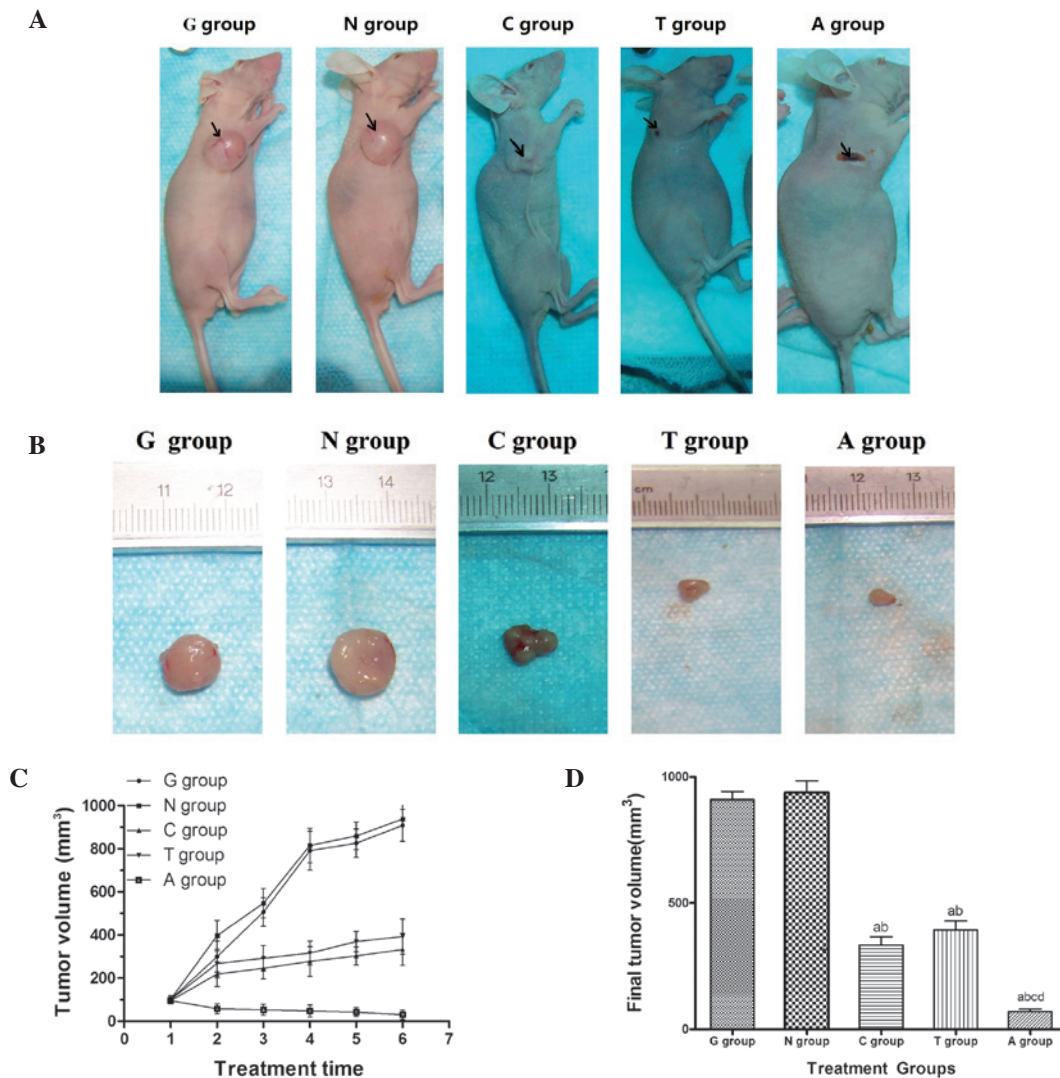 A
G group N group C group T group A group
B
G group N group C group T group A group
11 12
13 14
12 13
cm
12 13
C
G group
N group
C group
T group
A group
Tumor volume (mm³)
1000
800
600
400
200
0
0 1 2 3 4 5 6 7
Treatment time
D
Final tumor volume(mm³)
1000
500
0
ab
ab
abcd
G group N group C group T group A group
Treatment Groups